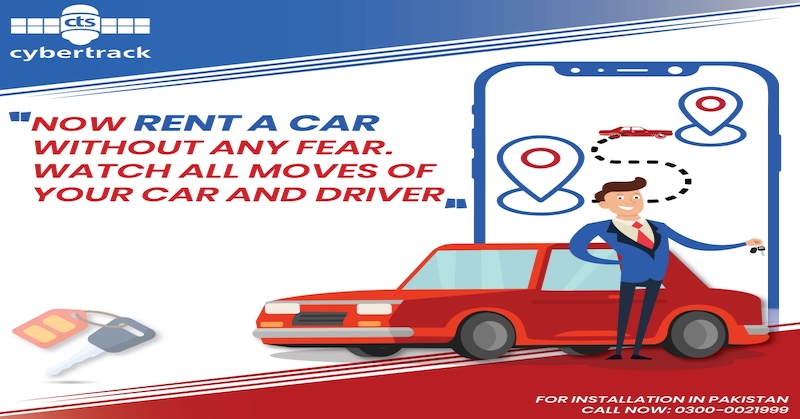 cts
cybertrack
"NOW RENT A CAR
WITHOUT ANY FEAR.
WATCH ALL MOVES OF
YOUR CAR AND DRIVER"
FOR INSTALLATION IN PAKISTAN
CALL NOW: 0300-0021999